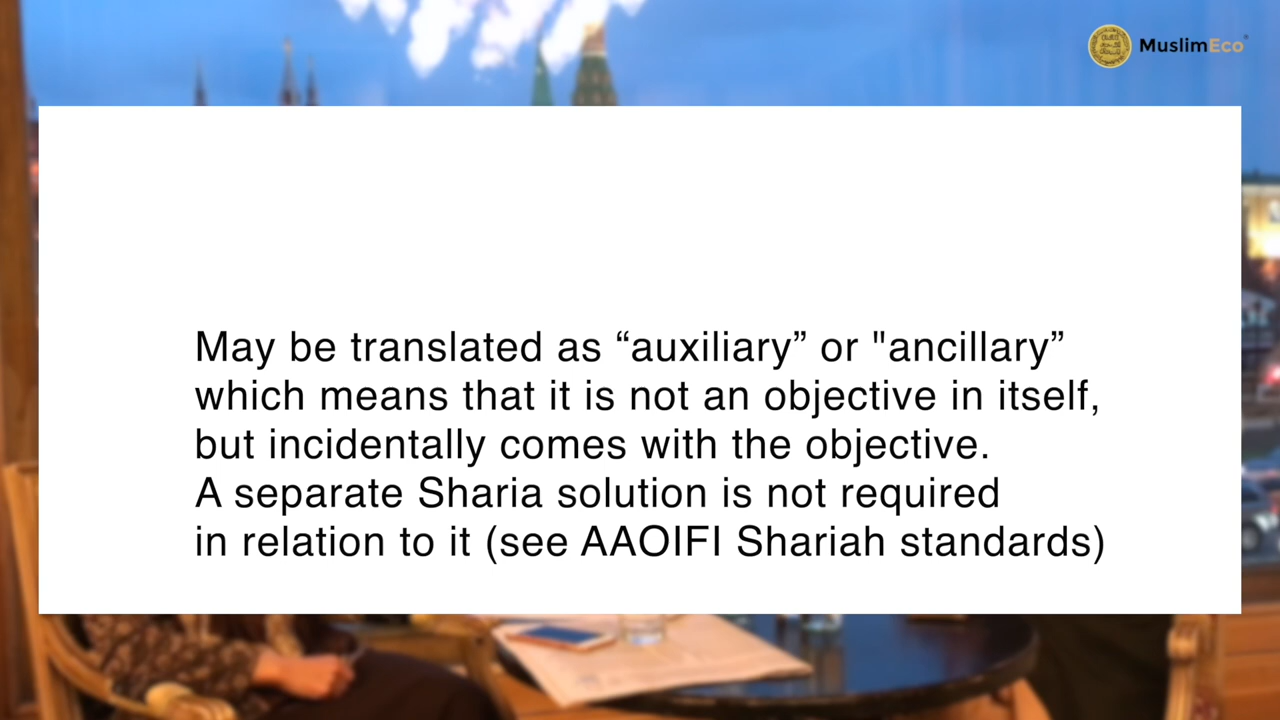 MuslimEco
May be translated as “auxiliary” or "ancillary”
which means that it is not an objective in itself,
but incidentally comes with the objective.
A separate Sharia solution is not required
in relation to it (see AAOIFI Shariah standards)